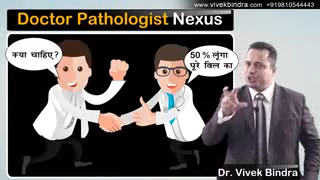 www.vivekbindra.com +919810544443
Doctor Pathologist Nexus
क्या चाहिए?
50 % लूंगा
पूरे बिल का
Dr. Vivek Bindra